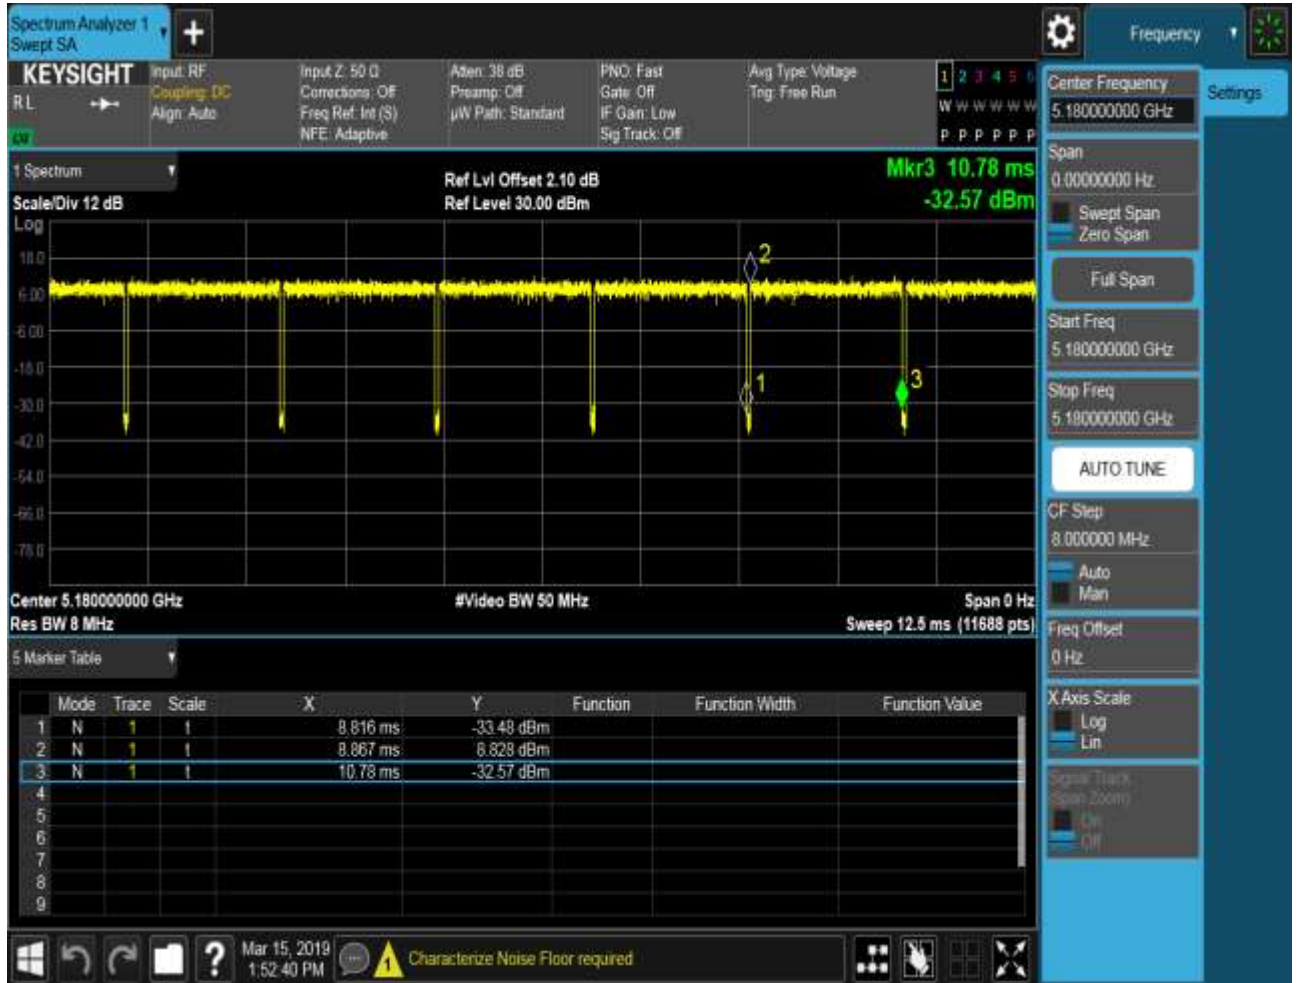 Spectrum Analyzer 1
Swept SA
Frequency
KEYSIGHT
R L
Input: RF
Coupling: DC
Align: Auto
Input Z: 50 Ω
Corrections: Off
Freq Ref: Int (S)
NFE: Adaptive
Atten: 38 dB
Preamp: Off
µW Path: Standard
PNO: Fast
Gate: Off
IF Gain: Low
Sig Track: Off
Avg Type: Voltage
Trig: Free Run
1 2 3 4 5 6
W W W W W W
P P P P P P
1 Spectrum
Scale/Div 12 dB
Ref Lvl Offset 2.10 dB
Ref Level 30.00 dBm
Mkr3 10.78 ms
-32.57 dBm
Log
18.0
6.00
-6.00
-18.0
-30.0
-42.0
-54.0
-66.0
-78.0
2
1
3
Center 5.180000000 GHz
Res BW 8 MHz
#Video BW 50 MHz
Span 0 Hz
Sweep 12.5 ms (11688 pts)
5 Marker Table
Mode Trace Scale X Y Function Function Width Function Value
1 N 1 t 8.816 ms -33.48 dBm
2 N 1 t 8.867 ms 8.828 dBm
3 N 1 t 10.78 ms -32.57 dBm
4
5
6
7
8
9
Mar 15, 2019
1:52:40 PM
1
Characterize Noise Floor required
Center Frequency
5.180000000 GHz
Span
0.00000000 Hz
Swept Span
Zero Span
Full Span
Start Freq
5.180000000 GHz
Stop Freq
5.180000000 GHz
AUTO TUNE
CF Step
8.000000 MHz
Auto
Man
Freq Offset
0 Hz
X Axis Scale
Log
Lin
Signal Track
(Span Zoom)
On
Off
Settings